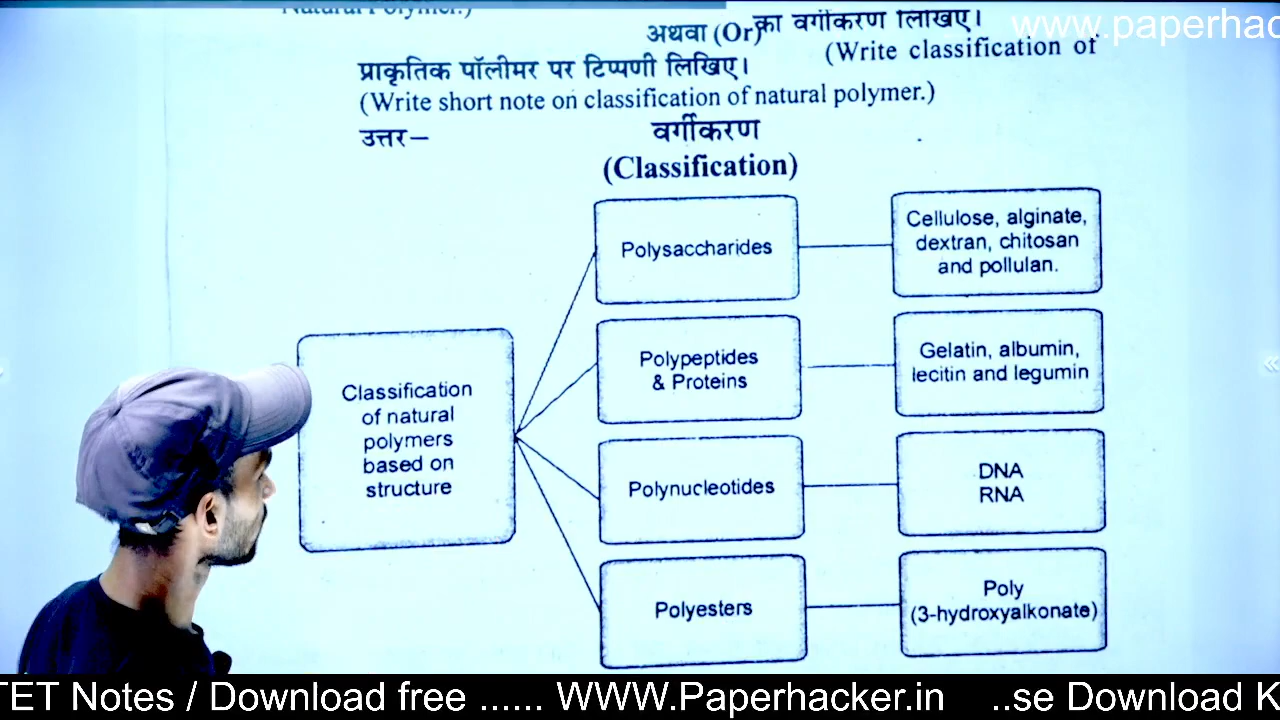 Natural Polymer.)
www.paperhac
अथवा (Or)
का वर्गीकरण लिखिए।
(Write classification of
प्राकृतिक पॉलीमर पर टिप्पणी लिखिए।
(Write short note on classification of natural polymer.)
उत्तर–
वर्गीकरण
(Classification)
Classification
of natural
polymers
based on
structure
Polysaccharides
Cellulose, alginate,
dextran, chitosan
and pollulan.
Polypeptides
& Proteins
Gelatin, albumin,
lecitin and legumin
Polynucleotides
DNA
RNA
Polyesters
Poly
(3-hydroxyalkonate)
TET Notes / Download free ...... WWW.Paperhacker.in ..se Download K